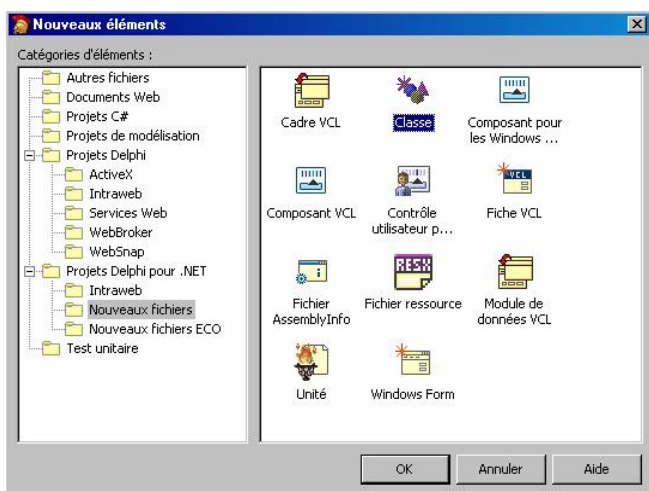 Nouveaux éléments
Catégories d'éléments :
Autres fichiers
Documents Web
Projets C#
Projets de modélisation
Projets Delphi
ActiveX
Intraweb
Services Web
WebBroker
WebSnap
Projets Delphi pour .NET
Intraweb
Nouveaux fichiers
Nouveaux fichiers ECO
Test unitaire
Cadre VCL
Classe
Composant pour
les Windows ...
Composant VCL
Contrôle
utilisateur p...
VCL
Fiche VCL
Fichier
AssemblyInfo
RESX
Fichier ressource
Module de
données VCL
Unité
Windows Form
OK
Annuler
Aide